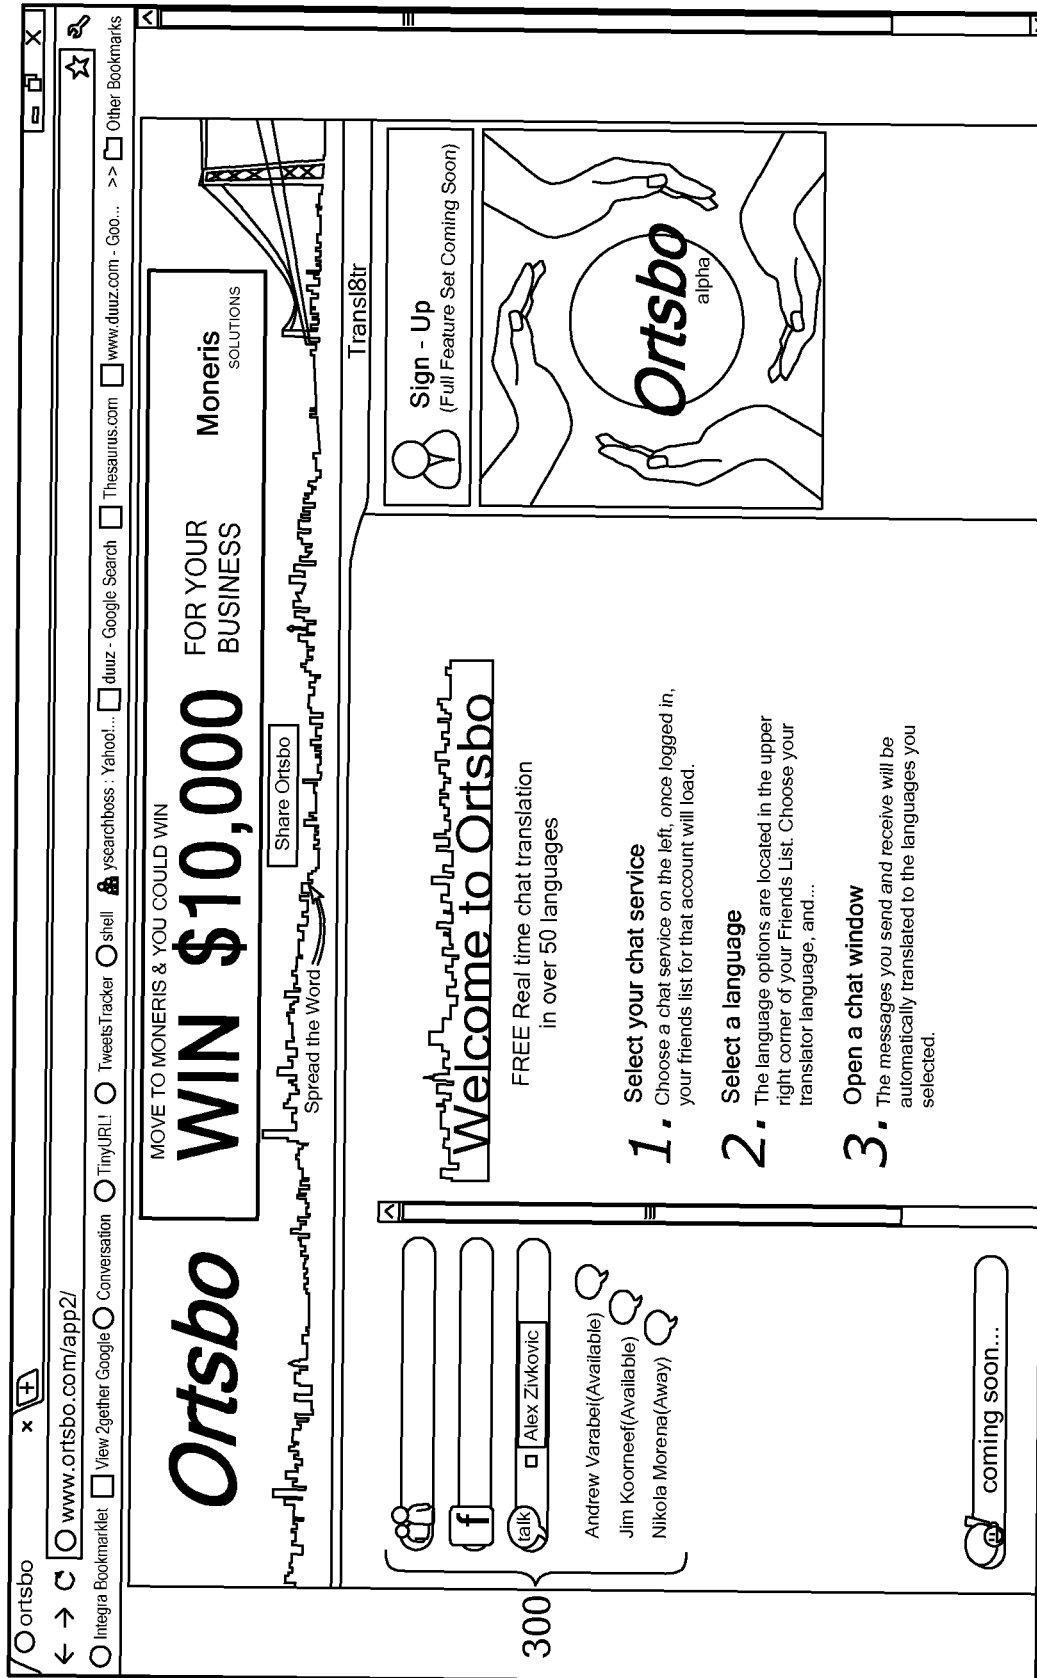 ortsbo x
www.ortsbo.com/app2/
Integra Bookmarklet View 2gether Google Conversation TinyURL! TweetsTracker shell ysearchboss : Yahoo!... duuz - Google Search Thesaurus.com www.duuz.com - Goo... >> Other Bookmarks
Ortsbo
MOVE TO MONERIS & YOU COULD WIN
WIN $10,000
FOR YOUR
BUSINESS
Moneris
SOLUTIONS
Spread the Word
Share Ortsbo
Transl8tr
300
f
talk
Alex Zivkovic
Andrew Varabei(Available)
Jim Koorneef(Available)
Nikola Morena(Away)
coming soon...
Welcome to Ortsbo
FREE Real time chat translation
in over 50 languages
1. Select your chat service
Choose a chat service on the left, once logged in,
your friends list for that account will load.
2. Select a language
The language options are located in the upper
right corner of your Friends List. Choose your
translator language, and...
3. Open a chat window
The messages you send and receive will be
automatically translated to the languages you
selected.
Sign - Up
(Full Feature Set Coming Soon)
Ortsbo
alpha